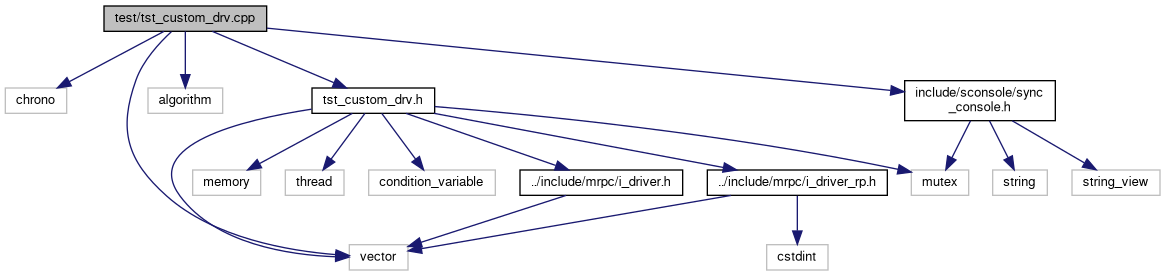 test/tst_custom_drv.cpp
chrono
algorithm
tst_custom_drv.h
include/sconsole/sync
_console.h
memory
thread
condition_variable
../include/mrpc/i_driver.h
../include/mrpc/i_driver_rp.h
mutex
string
string_view
vector
cstdint